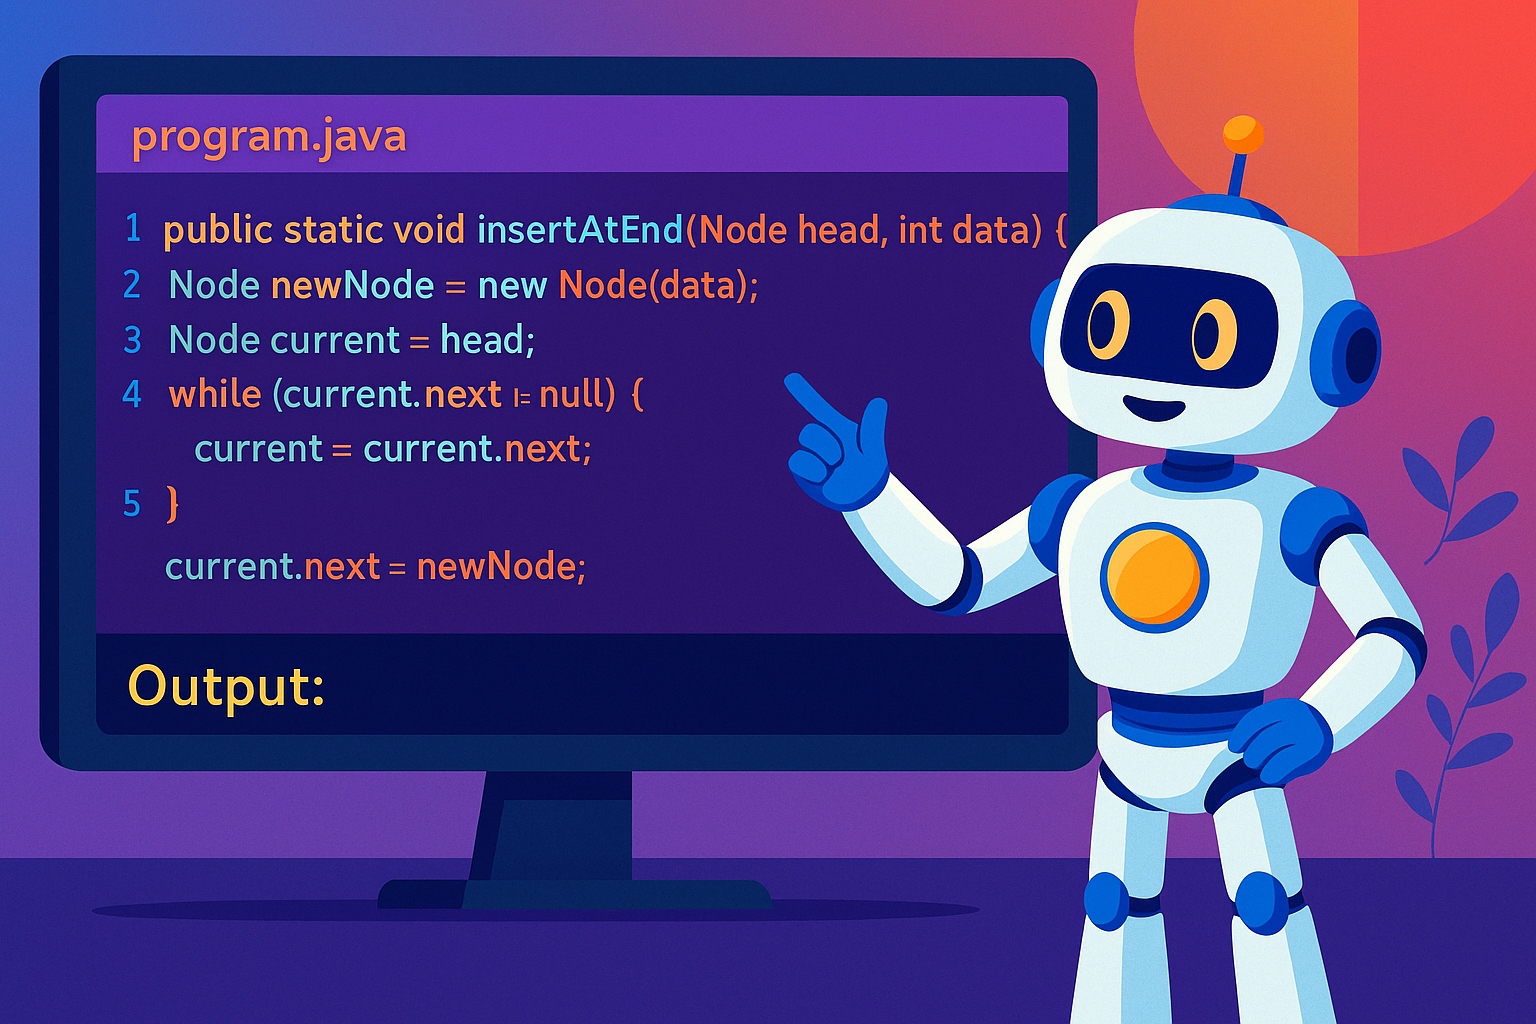 program.java
1 public static void insertAtEnd(Node head, int data) {
2 Node newNode = new Node(data);
3 Node current = head;
4 while (current.next != null) {
current = current.next;
5 }
current.next = newNode;
Output: